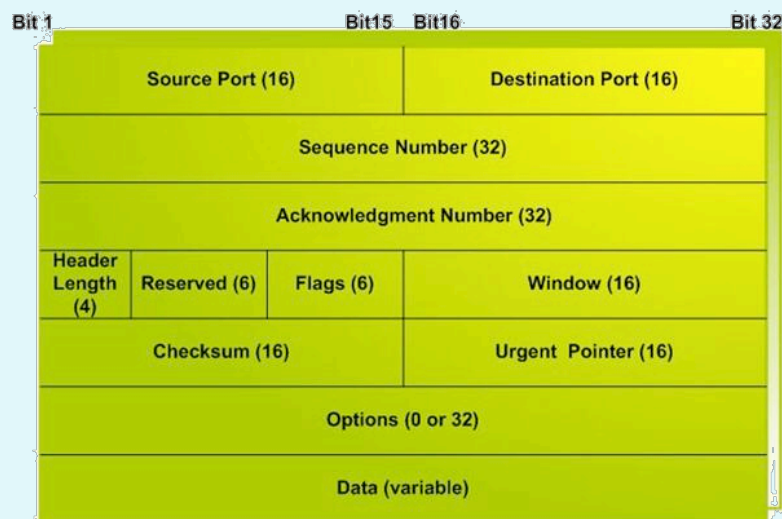 Bit 1 Bit15 Bit16 Bit 32
Source Port (16) Destination Port (16)
Sequence Number (32)
Acknowledgment Number (32)
Header
Length
(4)
Reserved (6) Flags (6) Window (16)
Checksum (16) Urgent Pointer (16)
Options (0 or 32)
Data (variable)